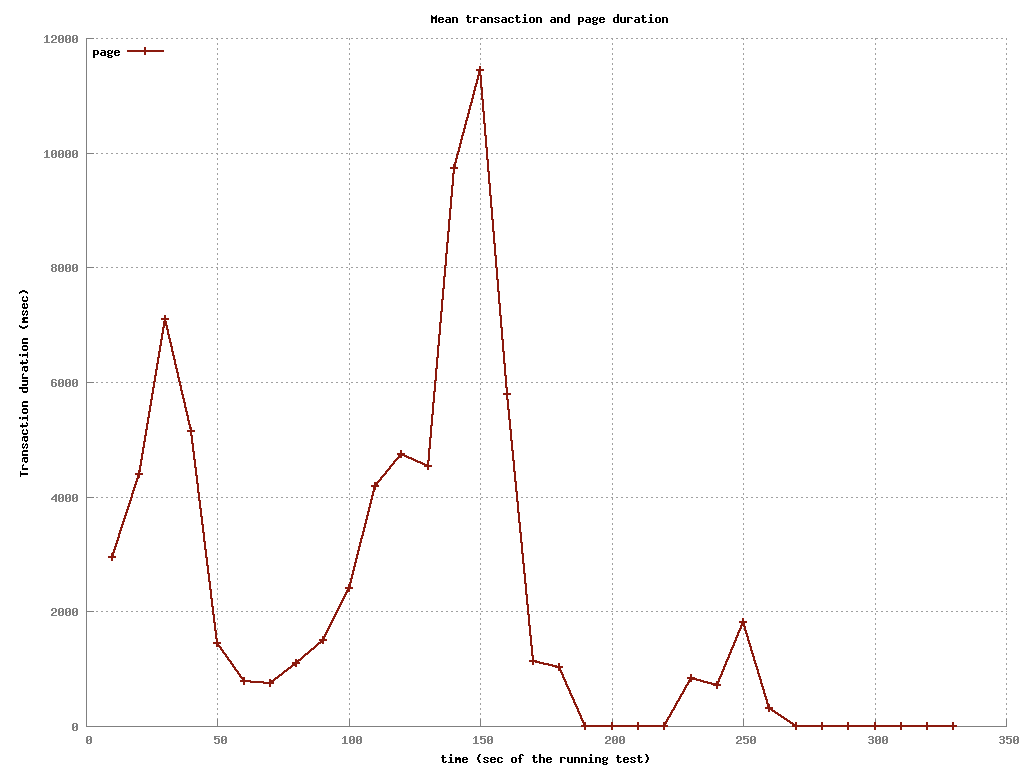 Mean transaction and page duration
page
12000
10000
8000
6000
4000
2000
0
Transaction duration (msec)
0 50 100 150 200 250 300 350
time (sec of the running test)